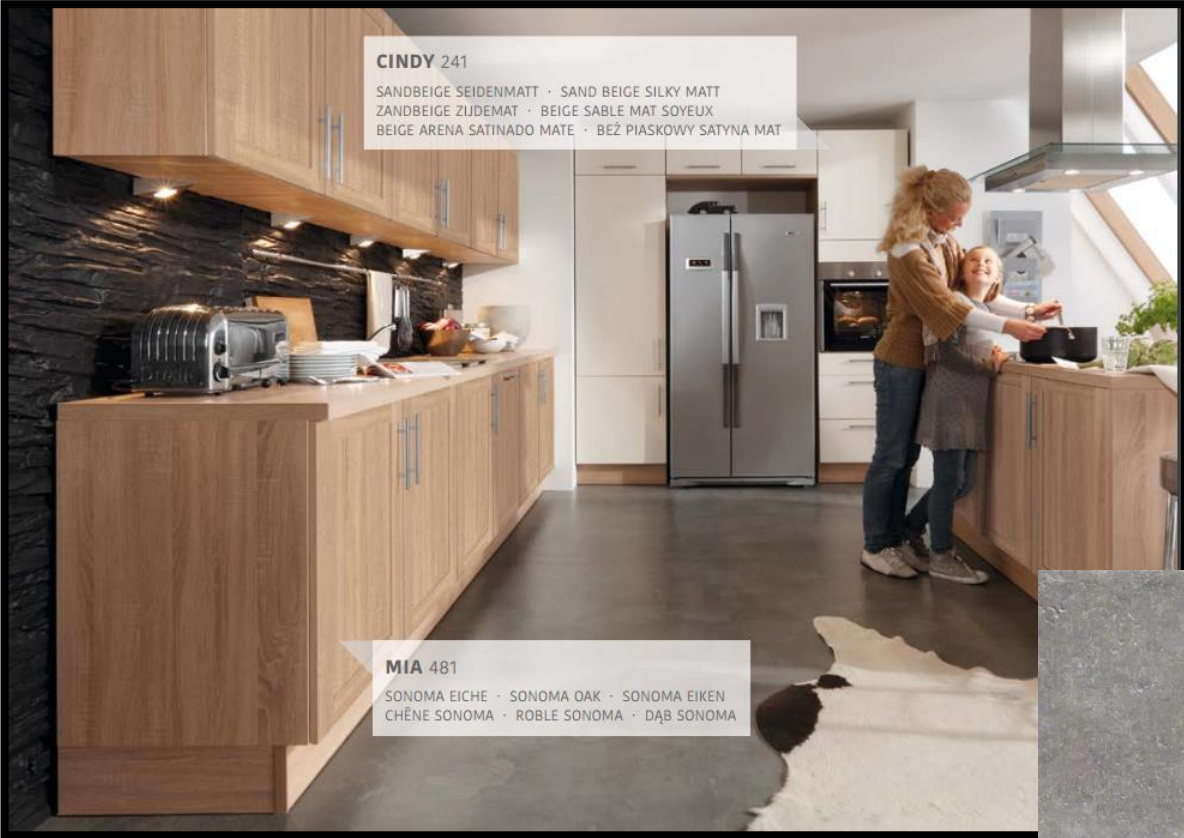 CINDY 241
SANDBEIGE SEIDENMATT · SAND BEIGE SILKY MATT
ZANDBEIGE ZIJDEMAT · BEIGE SABLE MAT SOYEUX
BEIGE ARENA SATINADO MATE · BEŻ PIASKOWY SATYNA MAT
MIA 481
SONOMA EICHE · SONOMA OAK · SONOMA EIKEN
CHÊNE SONOMA · ROBLE SONOMA · DĄB SONOMA